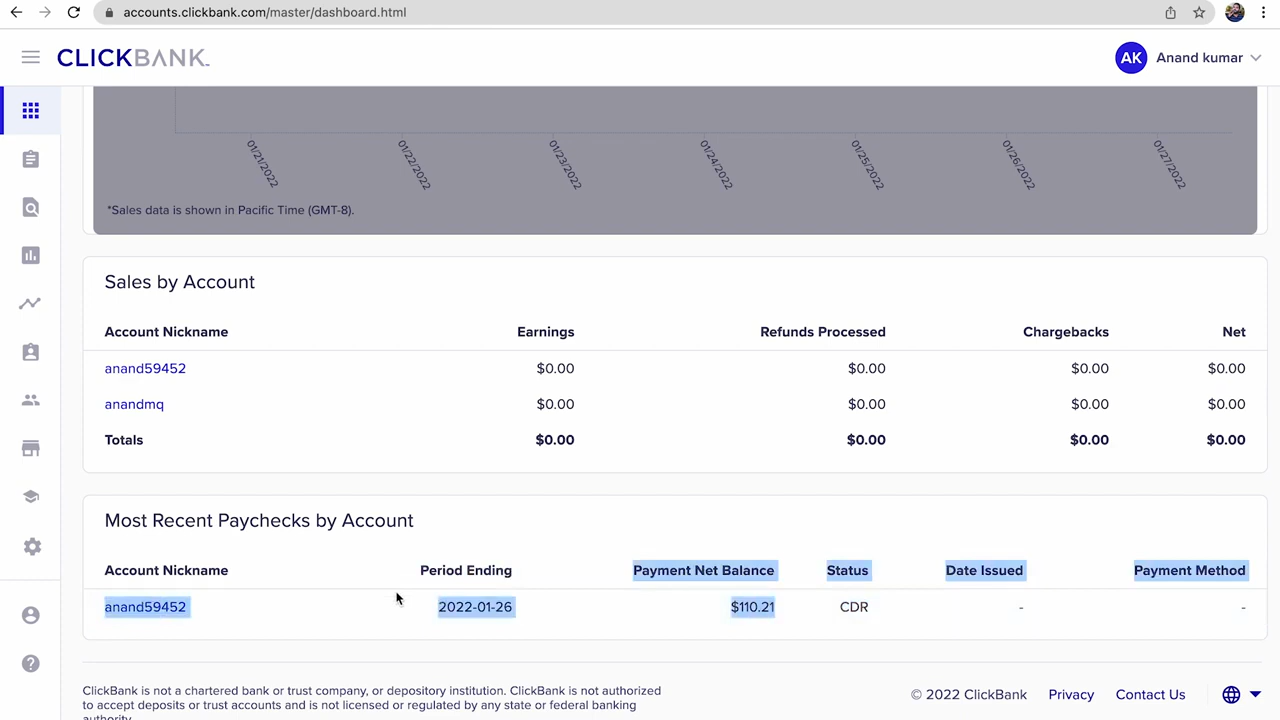 accounts.clickbank.com/master/dashboard.html
CLICKBANK.
AK Anand kumar
01/21/2022 01/22/2022 01/23/2022 01/24/2022 01/25/2022 01/26/2022 01/27/2022
*Sales data is shown in Pacific Time (GMT-8).
Sales by Account
Account Nickname Earnings Refunds Processed Chargebacks Net
anand59452 $0.00 $0.00 $0.00 $0.00
anandmq $0.00 $0.00 $0.00 $0.00
Totals $0.00 $0.00 $0.00 $0.00
Most Recent Paychecks by Account
Account Nickname Period Ending Payment Net Balance Status Date Issued Payment Method
anand59452 2022-01-26 $110.21 CDR - -
ClickBank is not a chartered bank or trust company, or depository institution. ClickBank is not authorized
to accept deposits or trust accounts and is not licensed or regulated by any state or federal banking
authority.
© 2022 ClickBank Privacy Contact Us